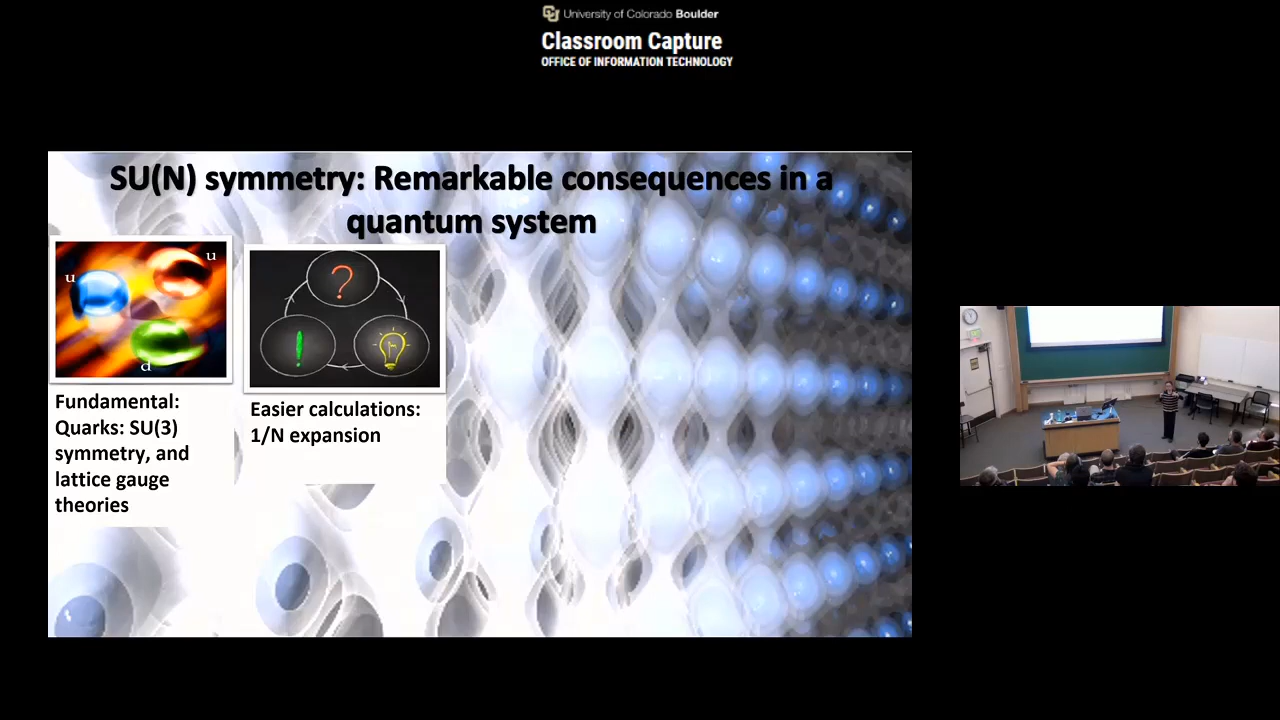 University of Colorado Boulder
Classroom Capture
OFFICE OF INFORMATION TECHNOLOGY
SU(N) symmetry: Remarkable consequences in a
quantum system
u
u
d
?
!
Fundamental:
Quarks: SU(3)
symmetry, and
lattice gauge
theories
Easier calculations:
1/N expansion